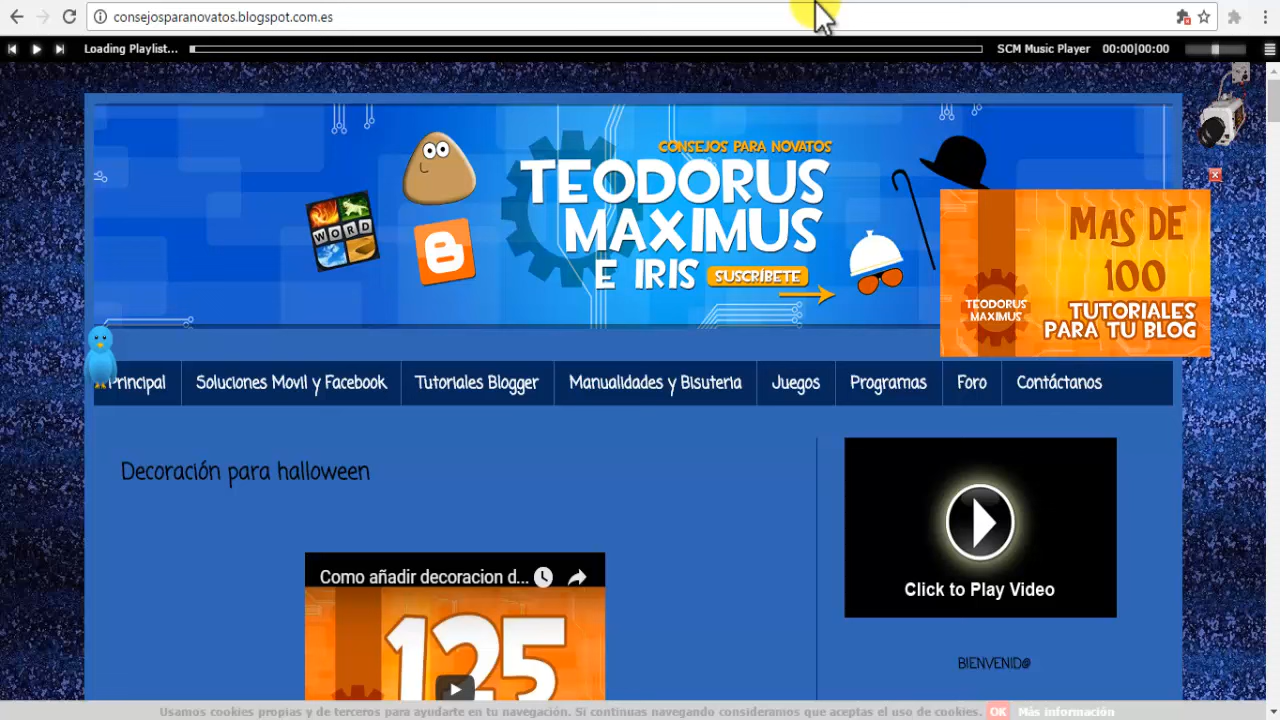 consejosparanovatos.blogspot.com.es
Loading Playlist...
SCM Music Player
00:00|00:00
CONSEJOS PARA NOVATOS
TEODORUS
MAXIMUS
E IRIS
SUSCRÍBETE
WORD
MAS DE
100
TUTORIALES
PARA TU BLOG
TEODORUS
MAXIMUS
Principal
Soluciones Movil y Facebook
Tutoriales Blogger
Manualidades y Bisuteria
Juegos
Programas
Foro
Contáctanos
Decoración para halloween
Como añadir decoracion d...
125
Click to Play Video
BIENVENID@
Usamos cookies propias y de terceros para ayudarte en tu navegación. Si continuas navegando consideramos que aceptas el uso de cookies. OK Más información